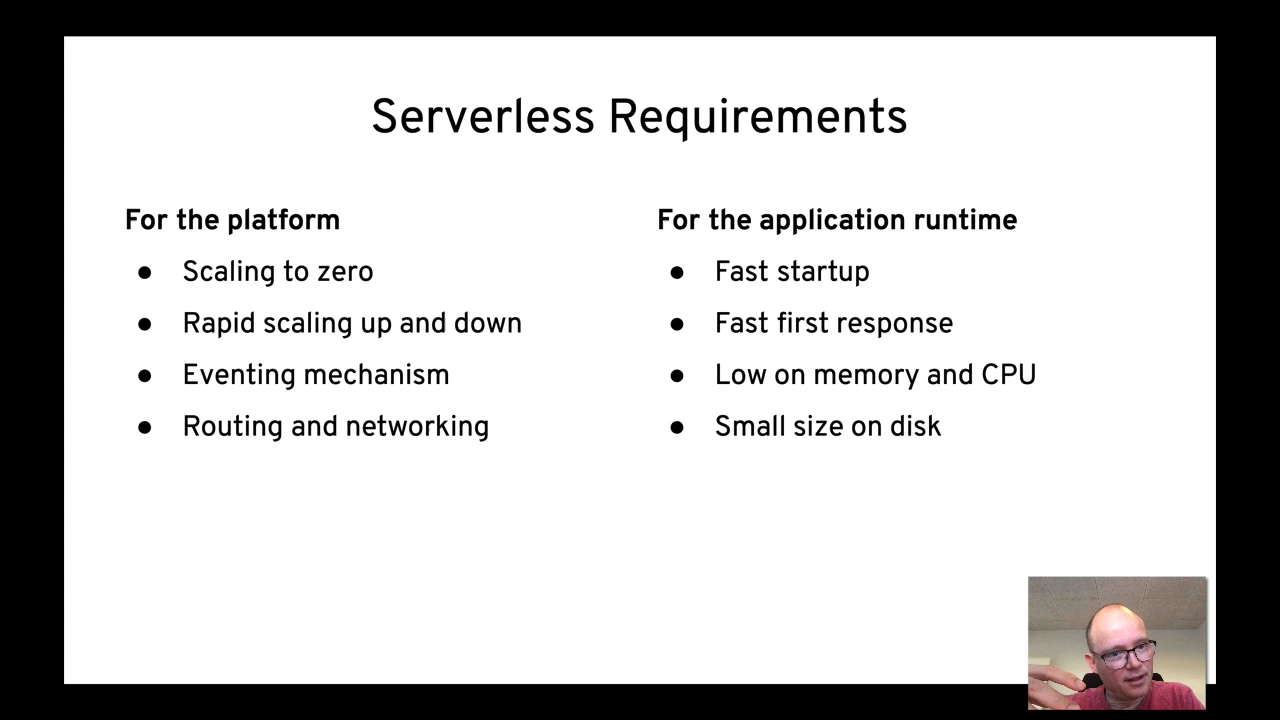 Serverless Requirements
For the platform
● Scaling to zero
● Rapid scaling up and down
● Eventing mechanism
● Routing and networking
For the application runtime
● Fast startup
● Fast first response
● Low on memory and CPU
● Small size on disk